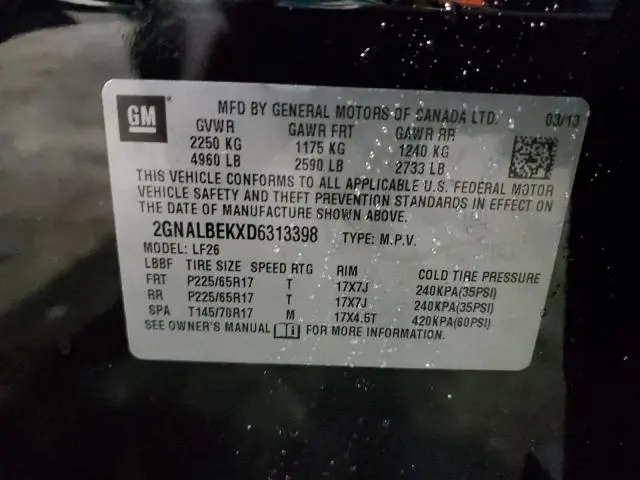 GM MFD BY GENERAL MOTORS OF CANADA LTD. 03/13
GVWR GAWR FRT GAWR RR
2250 KG 1175 KG 1240 KG
4960 LB 2590 LB 2733 LB
THIS VEHICLE CONFORMS TO ALL APPLICABLE U.S. FEDERAL MOTOR
VEHICLE SAFETY AND THEFT PREVENTION STANDARDS IN EFFECT ON
THE DATE OF MANUFACTURE SHOWN ABOVE.
2GNALBEKXD6313398 TYPE: M.P.V.
MODEL: LF26
LBBF TIRE SIZE SPEED RTG RIM COLD TIRE PRESSURE
FRT P225/65R17 T 17X7J 240KPA(35PSI)
RR P225/65R17 T 17X7J 240KPA(35PSI)
SPA T145/70R17 M 17X4.5T 420KPA(60PSI)
SEE OWNER'S MANUAL FOR MORE INFORMATION.